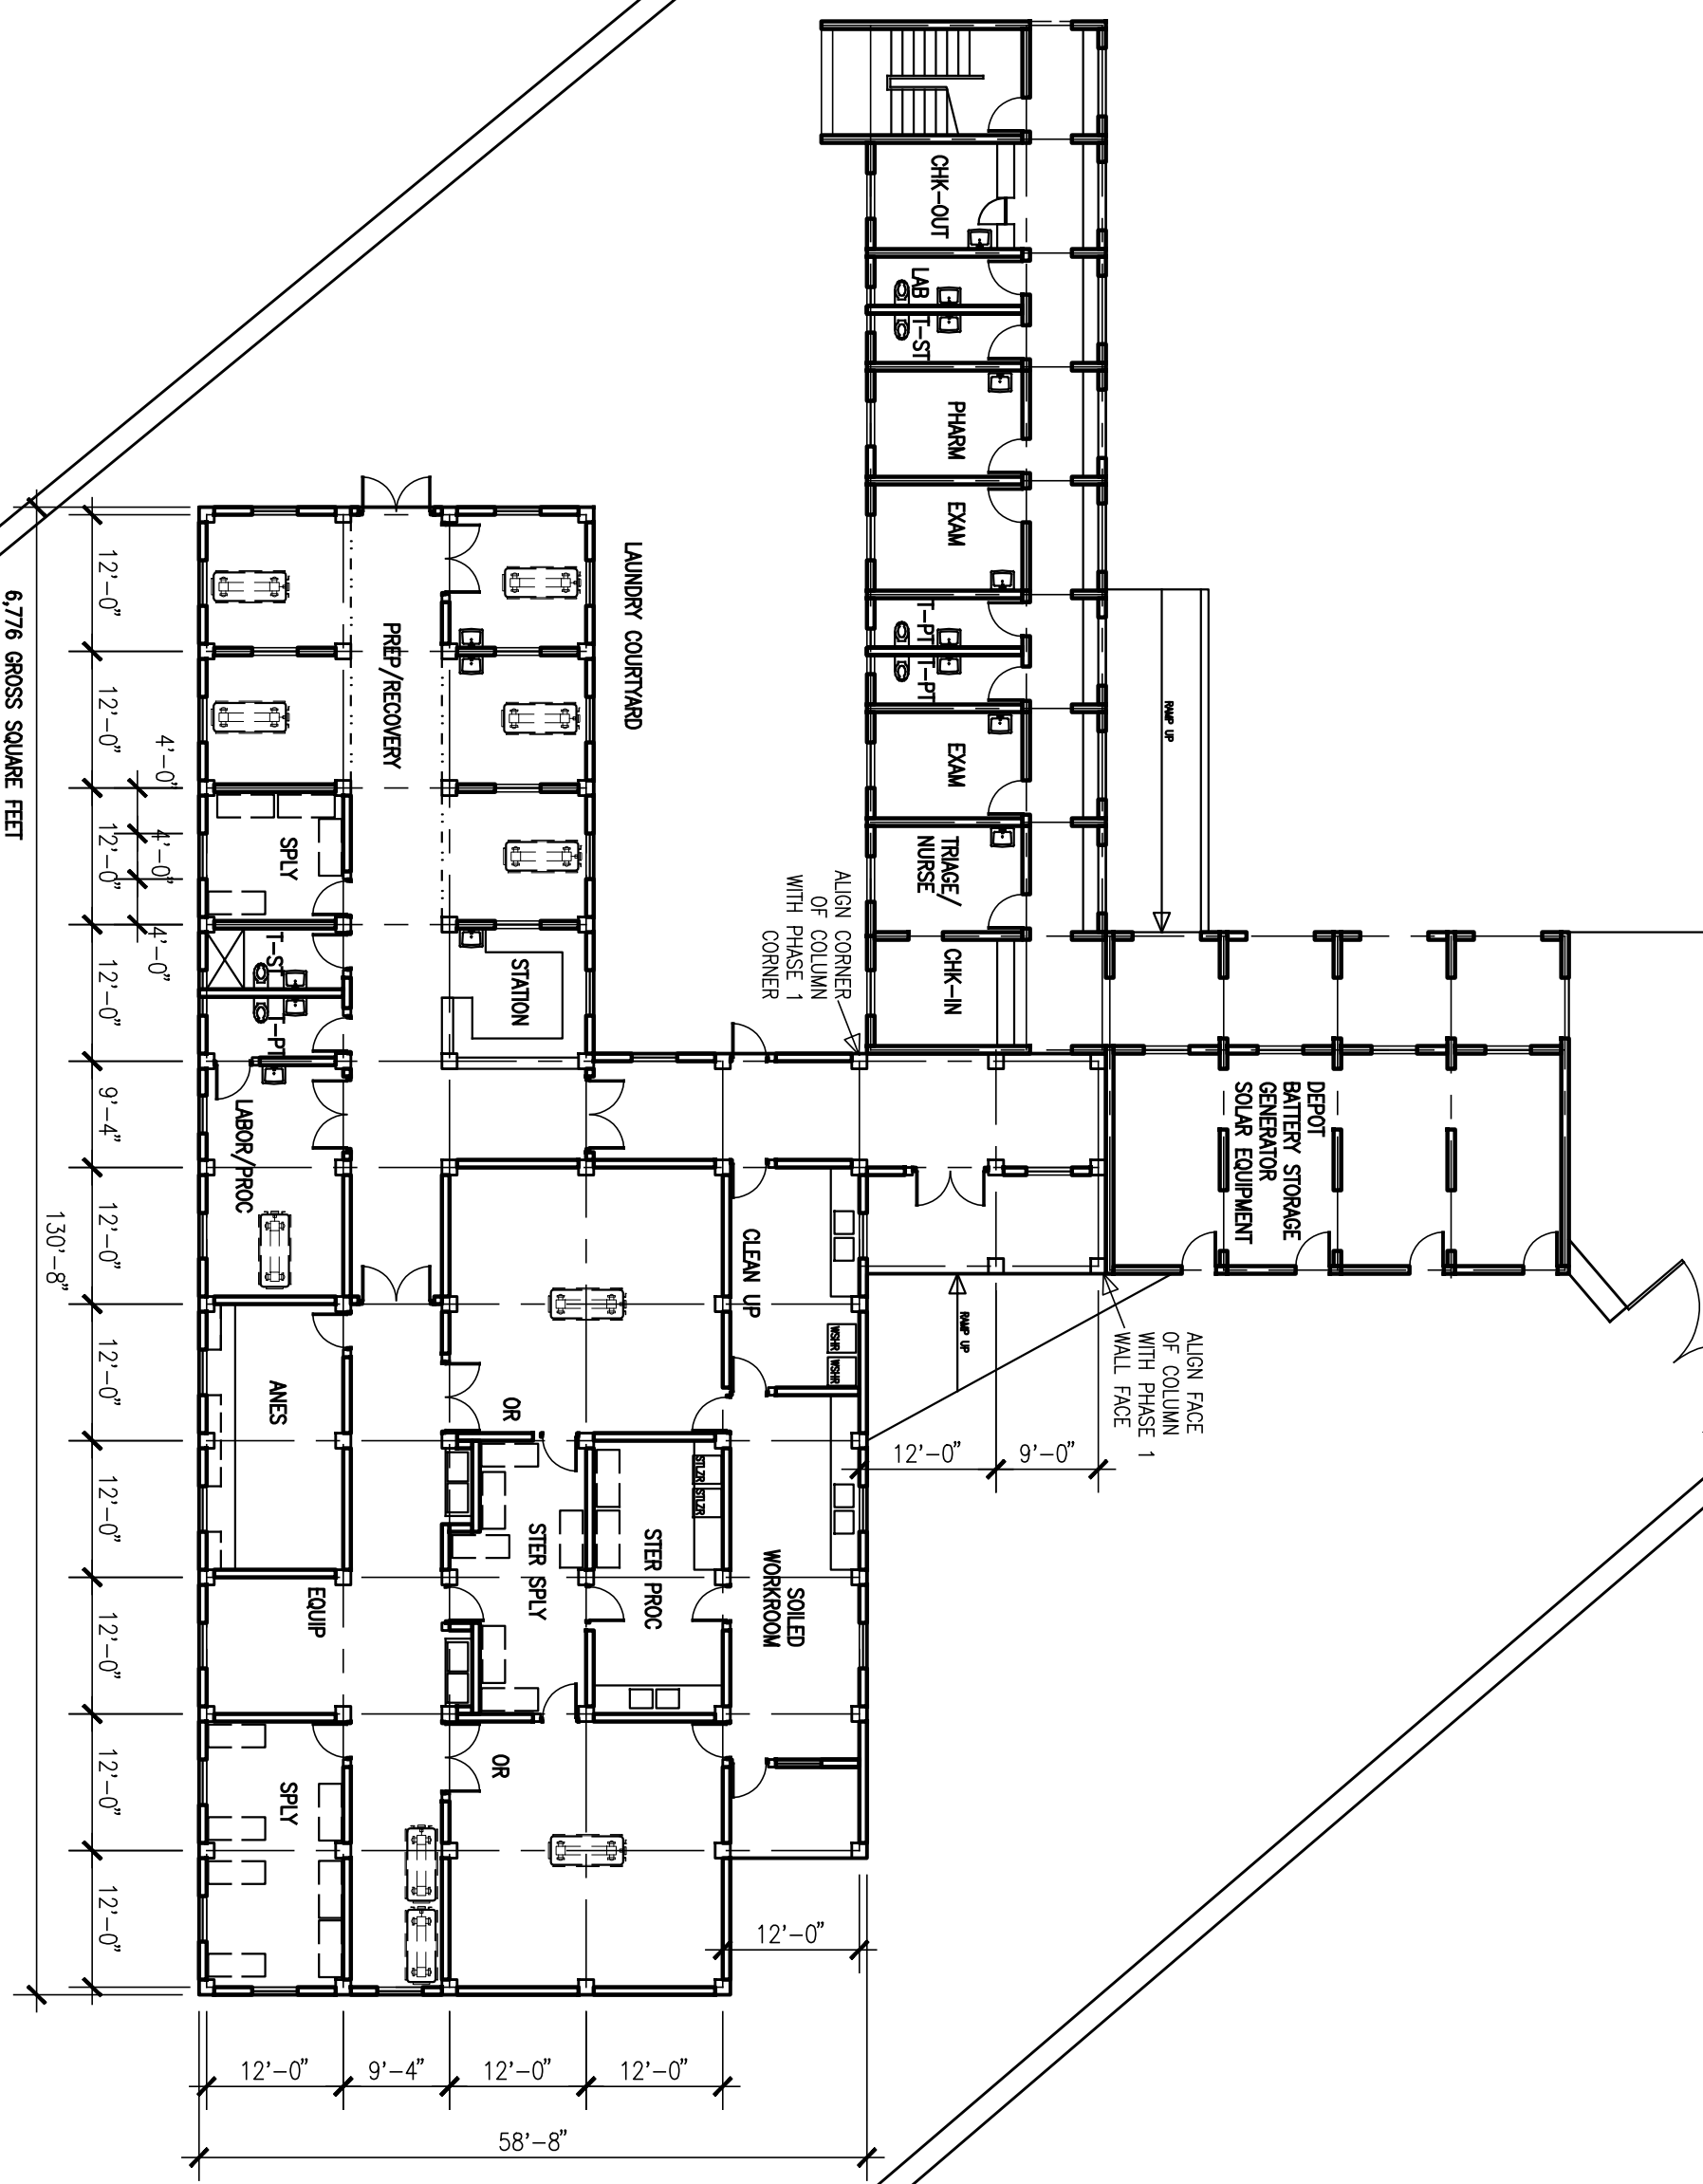 CHK-OUT
LAB
T-ST
PHARM
EXAM
EXAM
T-PT
T-PT
EXAM
TRIAGE/
NURSE
CHK-IN
RAMP UP
DEPOT
BATTERY STORAGE
GENERATOR
SOLAR EQUIPMENT
ALIGN CORNER
OF COLUMN
WITH PHASE 1
CORNER
ALIGN FACE
OF COLUMN
WITH PHASE 1
WALL FACE
RAMP UP
12'-0"
9'-0"
LAUNDRY COURTYARD
PREP/RECOVERY
SPLY
STATION
T-ST
T-PT
LABOR/PROC
CLEAN UP
WSHR
WSHR
OR
ANES
STLZR
STLZR
STER SPLY
STER PROC
SOILED
WORKROOM
EQUIP
OR
SPLY
12'-0"
12'-0"
12'-0"
4'-0"
4'-0"
4'-0"
12'-0"
9'-4"
12'-0"
12'-0"
12'-0"
12'-0"
12'-0"
12'-0"
130'-8"
6,776 GROSS SQUARE FEET
12'-0"
12'-0"
9'-4"
12'-0"
12'-0"
58'-8"